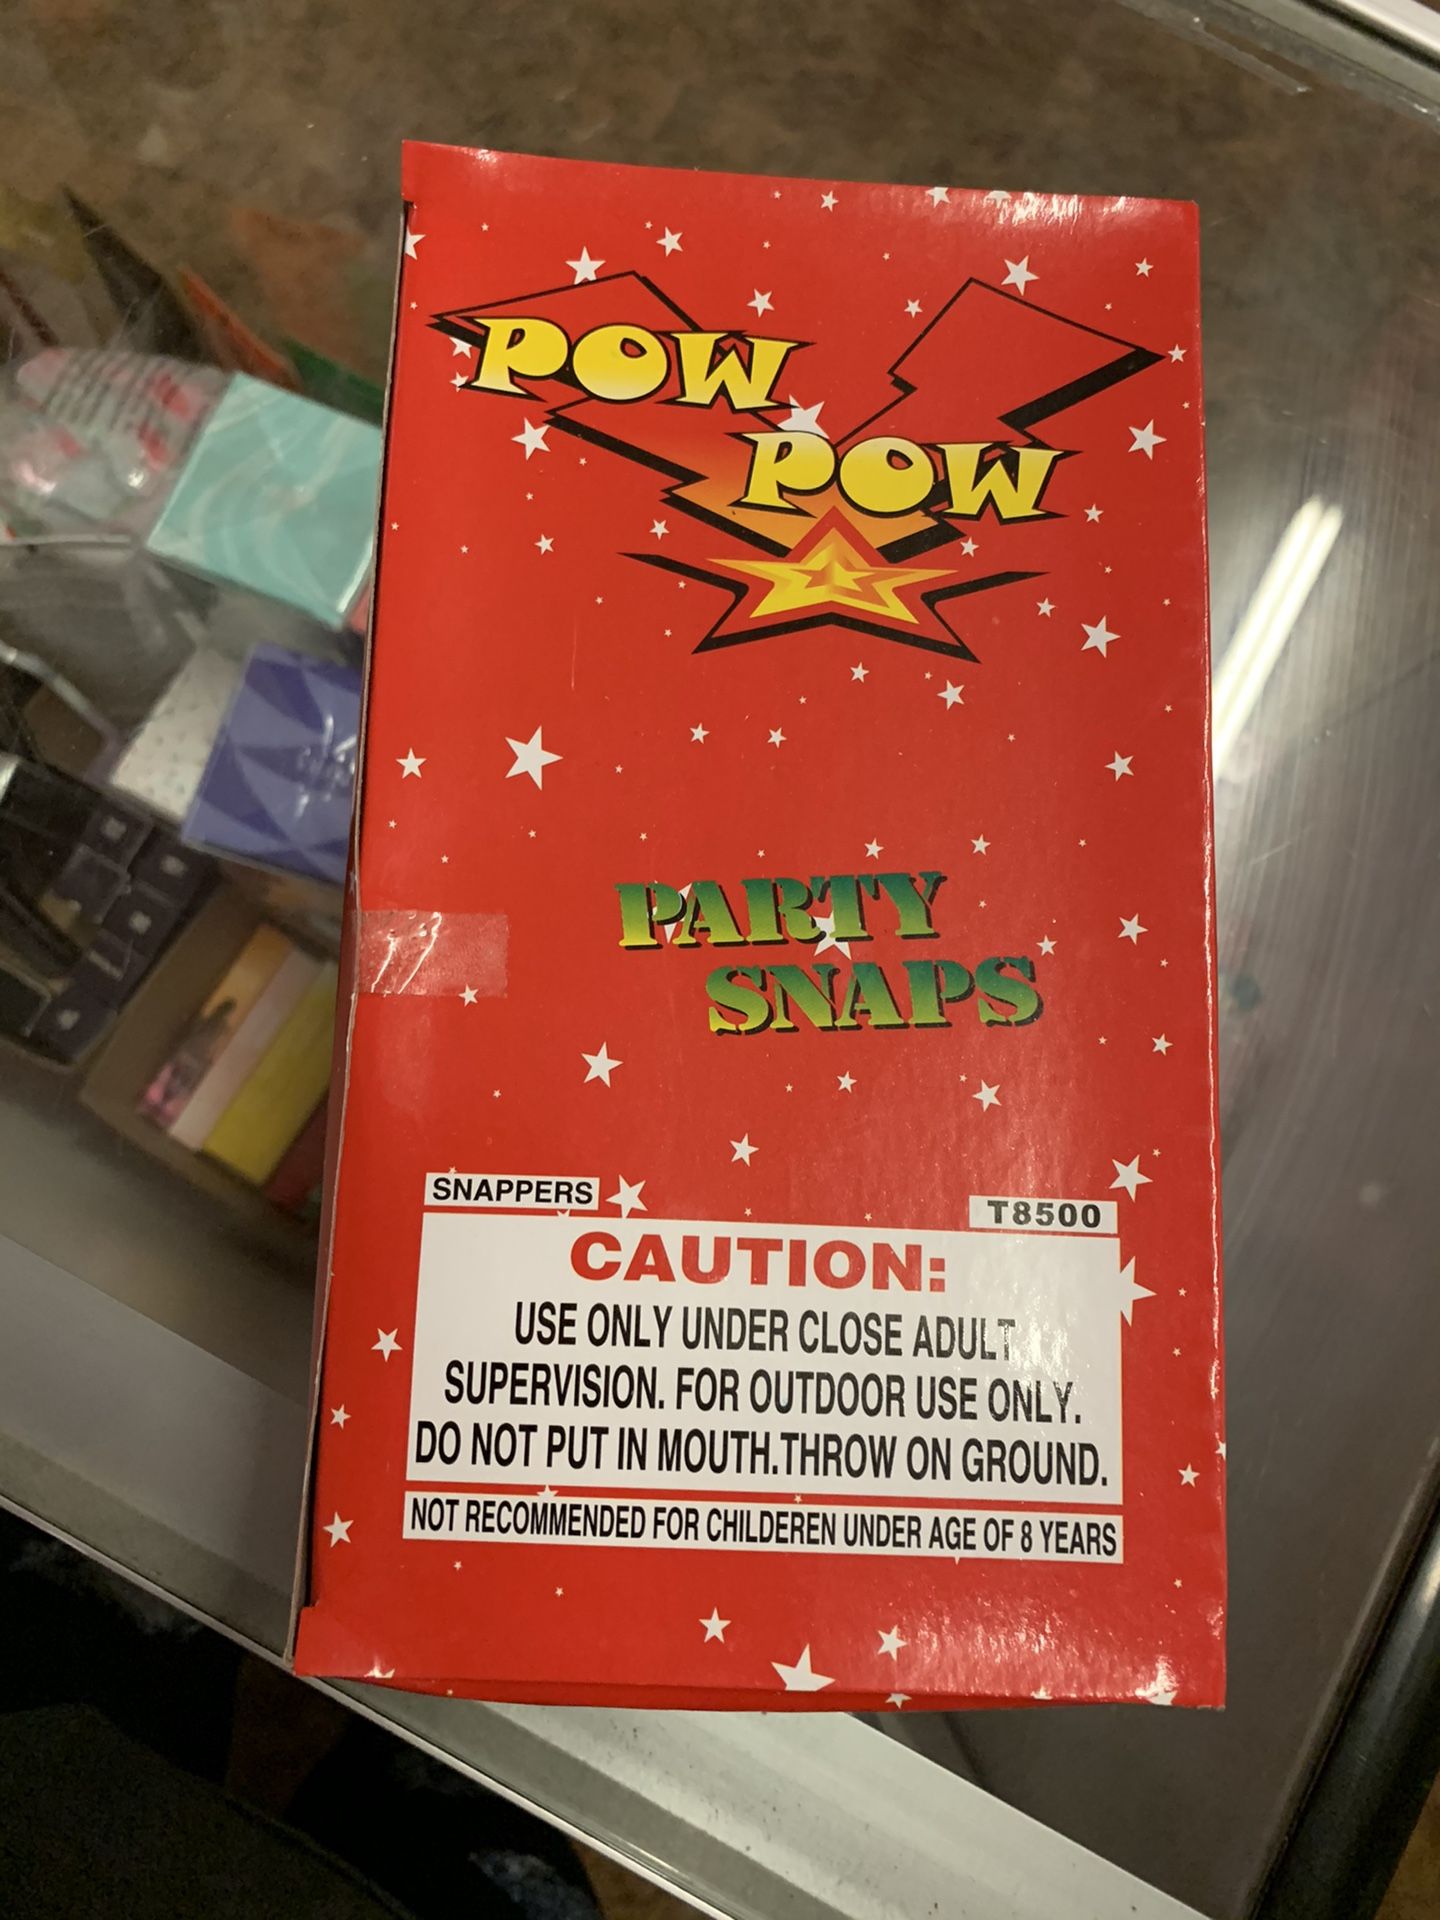 POW
POW
PARTY
SNAPS
SNAPPERS
T8500
CAUTION:
USE ONLY UNDER CLOSE ADULT
SUPERVISION. FOR OUTDOOR USE ONLY.
DO NOT PUT IN MOUTH.THROW ON GROUND.
NOT RECOMMENDED FOR CHILDEREN UNDER AGE OF 8 YEARS